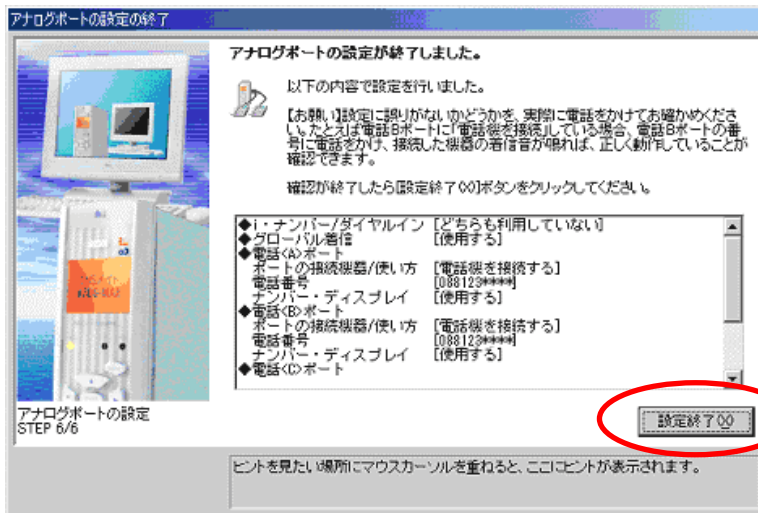 アナログポートの設定の終了
アナログポートの設定が終了しました。
以下の内容で設定を行いました。
【お願い】設定に誤りがないかどうかを、実際に電話をかけてお確かめくださ
い。たとえば電話Bポートに「電話機を接続」している場合、電話Bポートの番
号に電話をかけ、接続した機器の着信音が鳴れば、正しく動作していることが
確認できます。
確認が終了したら[設定終了(X)]ボタンをクリックしてください。
◆i・ナンバー/ダイヤルイン [どちらも利用していない]
◆グローバル着信 [使用する]
◆電話<A>ポート
ポートの接続機器/使い方 [電話機を接続する]
電話番号 [088123****]
ナンバー・ディスプレイ [使用する]
◆電話<B>ポート
ポートの接続機器/使い方 [電話機を接続する]
電話番号 [088123****]
ナンバー・ディスプレイ [使用する]
◆電話<C>ポート
アナログポートの設定
STEP 6/6
設定終了(X)
ヒントを見たい場所にマウスカーソルを重ねると、ここにヒントが表示されます。